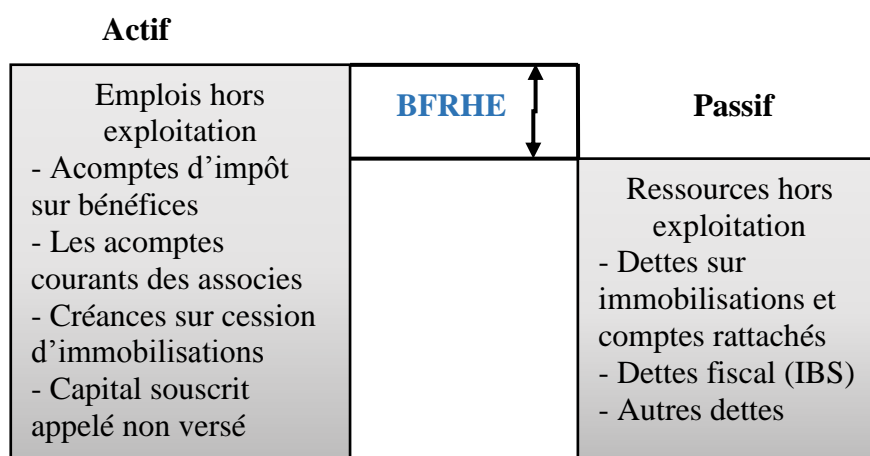 Actif
Emplois hors
exploitation
- Acomptes d’impôt
sur bénéfices
- Les acomptes
courants des associes
- Créances sur cession
d’immobilisations
- Capital souscrit
appelé non versé
BFRHE
Passif
Ressources hors
exploitation
- Dettes sur
immobilisations et
comptes rattachés
- Dettes fiscal (IBS)
- Autres dettes